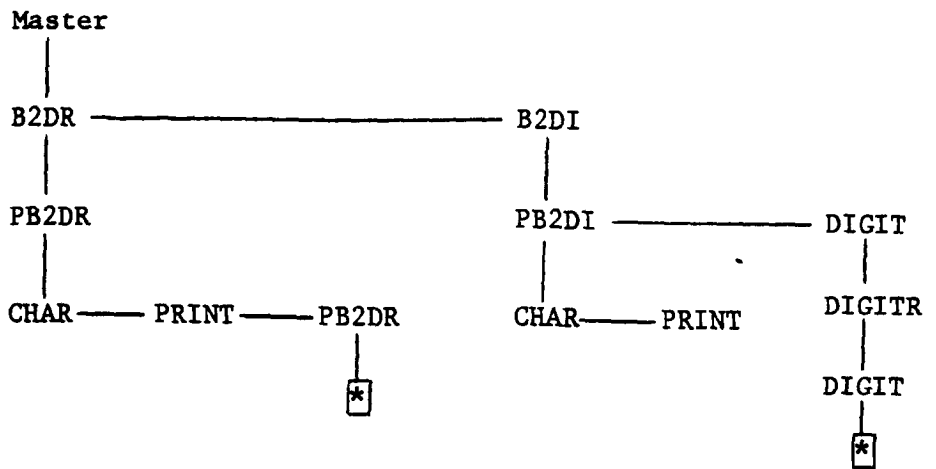 Master
B2DR B2DI
PB2DR PB2DI DIGIT
CHAR PRINT PB2DR CHAR PRINT DIGITR
* DIGIT
*